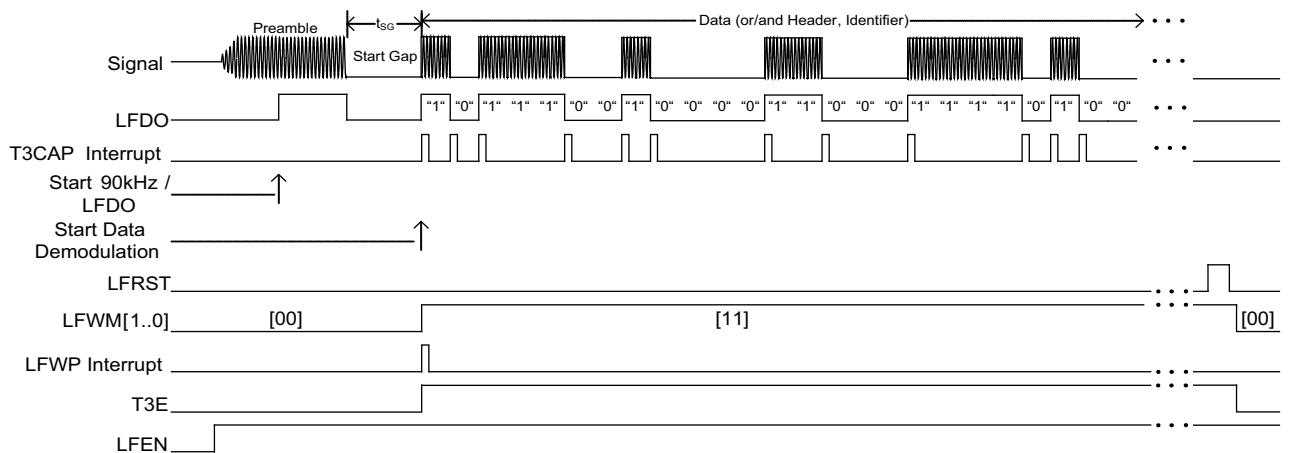 Preamble
t_SG
Data (or/and Header, Identifier)
Signal
Start Gap
LFDO
“1“ “0“ “1“ “1“ “1“ “0“ “0“ “1“ “0“ “0“ “0“ “0“ “1“ “1“ “0“ “0“ “0“ “1“ “1“ “1“ “1“ “0“ “1“ “0“ “0“
T3CAP Interrupt
Start 90kHz /
LFDO
Start Data
Demodulation
LFRST
LFWM[1..0]
[00]
[11]
[00]
LFWP Interrupt
T3E
LFEN